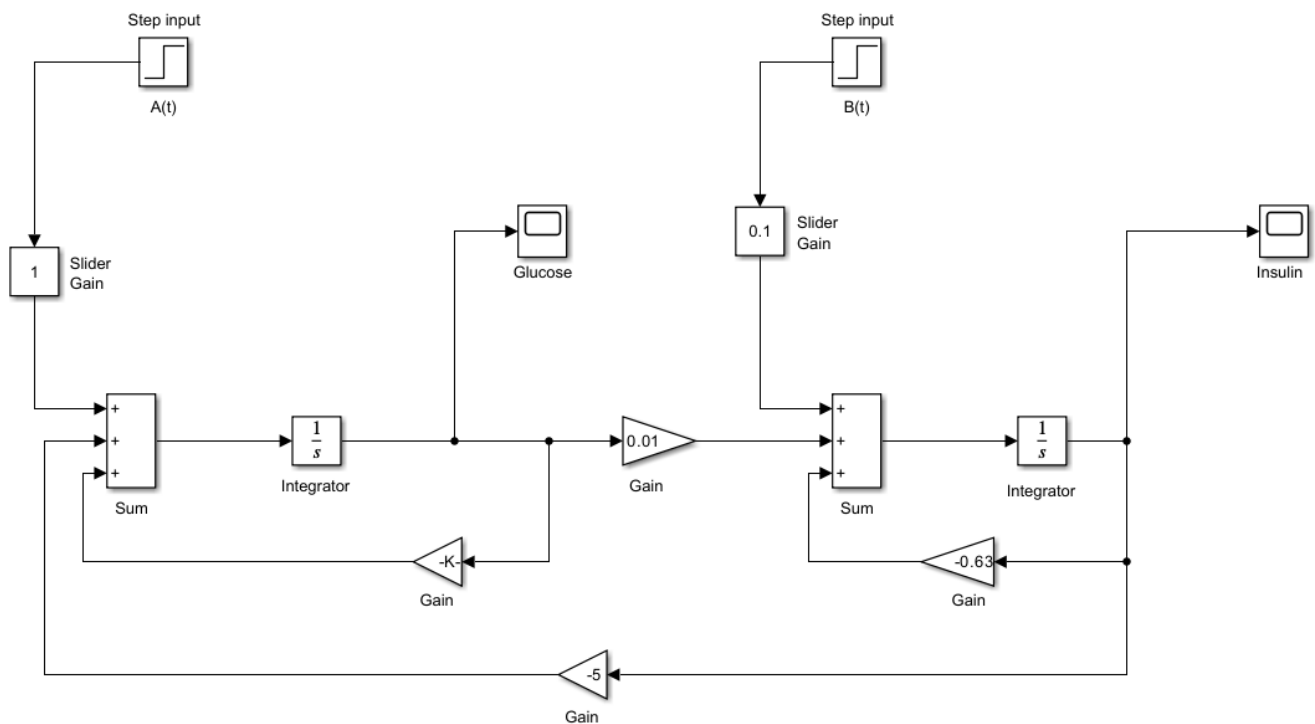 Step input
A(t)
Step input
B(t)
1
Slider
Gain
Glucose
0.1
Slider
Gain
Insulin
+
+
+
Sum
1
s
Integrator
0.01
Gain
+
+
+
Sum
1
s
Integrator
-K-
Gain
-0.63
Gain
-5
Gain